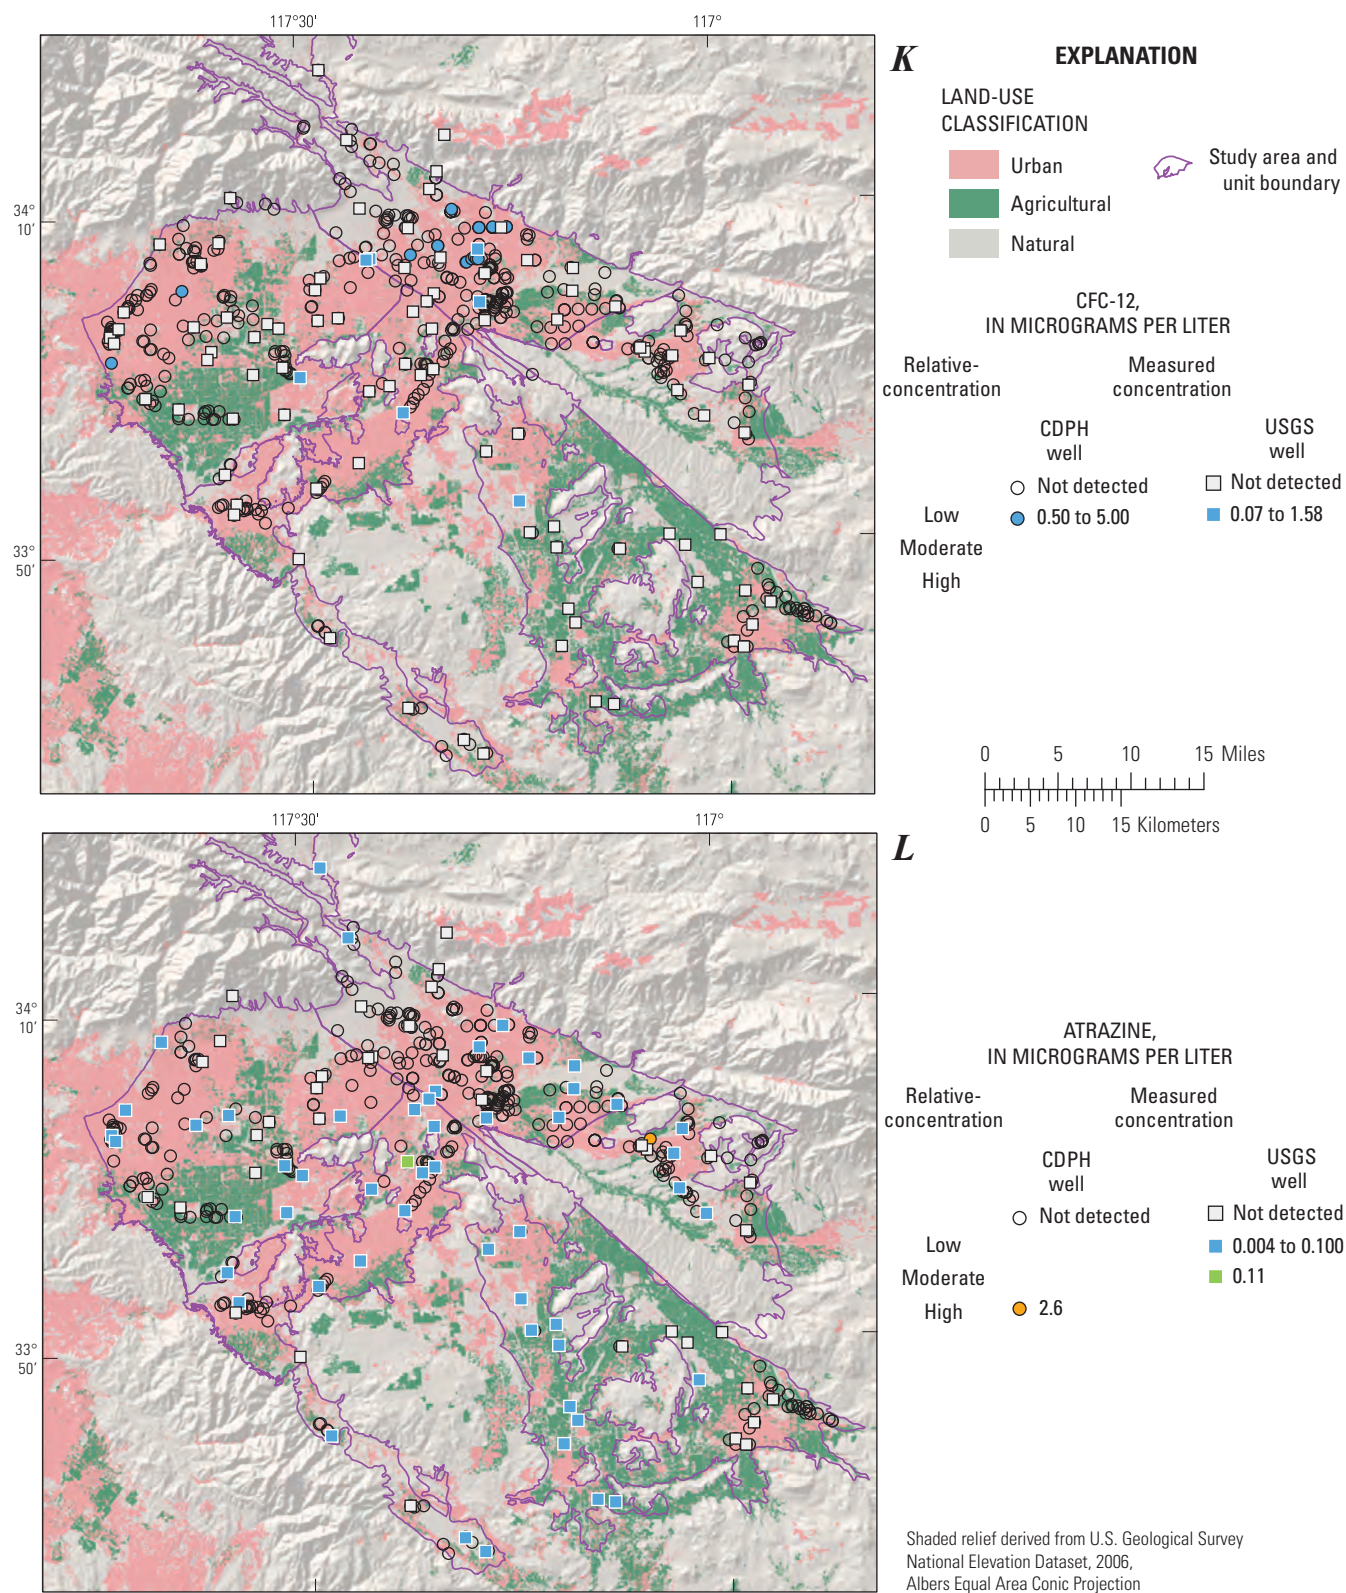 117°30′ 117°
34°
10′
33°
50′
K EXPLANATION
LAND-USE
CLASSIFICATION
Urban
Agricultural
Natural
Study area and
unit boundary
CFC-12,
IN MICROGRAMS PER LITER
Relative-
concentration
Measured
concentration
CDPH
well
USGS
well
Not detected Not detected
Low 0.50 to 5.00 0.07 to 1.58
Moderate
High
0 5 10 15 Miles
0 5 10 15 Kilometers
117°30′ 117°
34°
10′
33°
50′
L
ATRAZINE,
IN MICROGRAMS PER LITER
Relative-
concentration
Measured
concentration
CDPH
well
USGS
well
Not detected Not detected
Low 0.004 to 0.100
Moderate 0.11
High 2.6
Shaded relief derived from U.S. Geological Survey
National Elevation Dataset, 2006,
Albers Equal Area Conic Projection